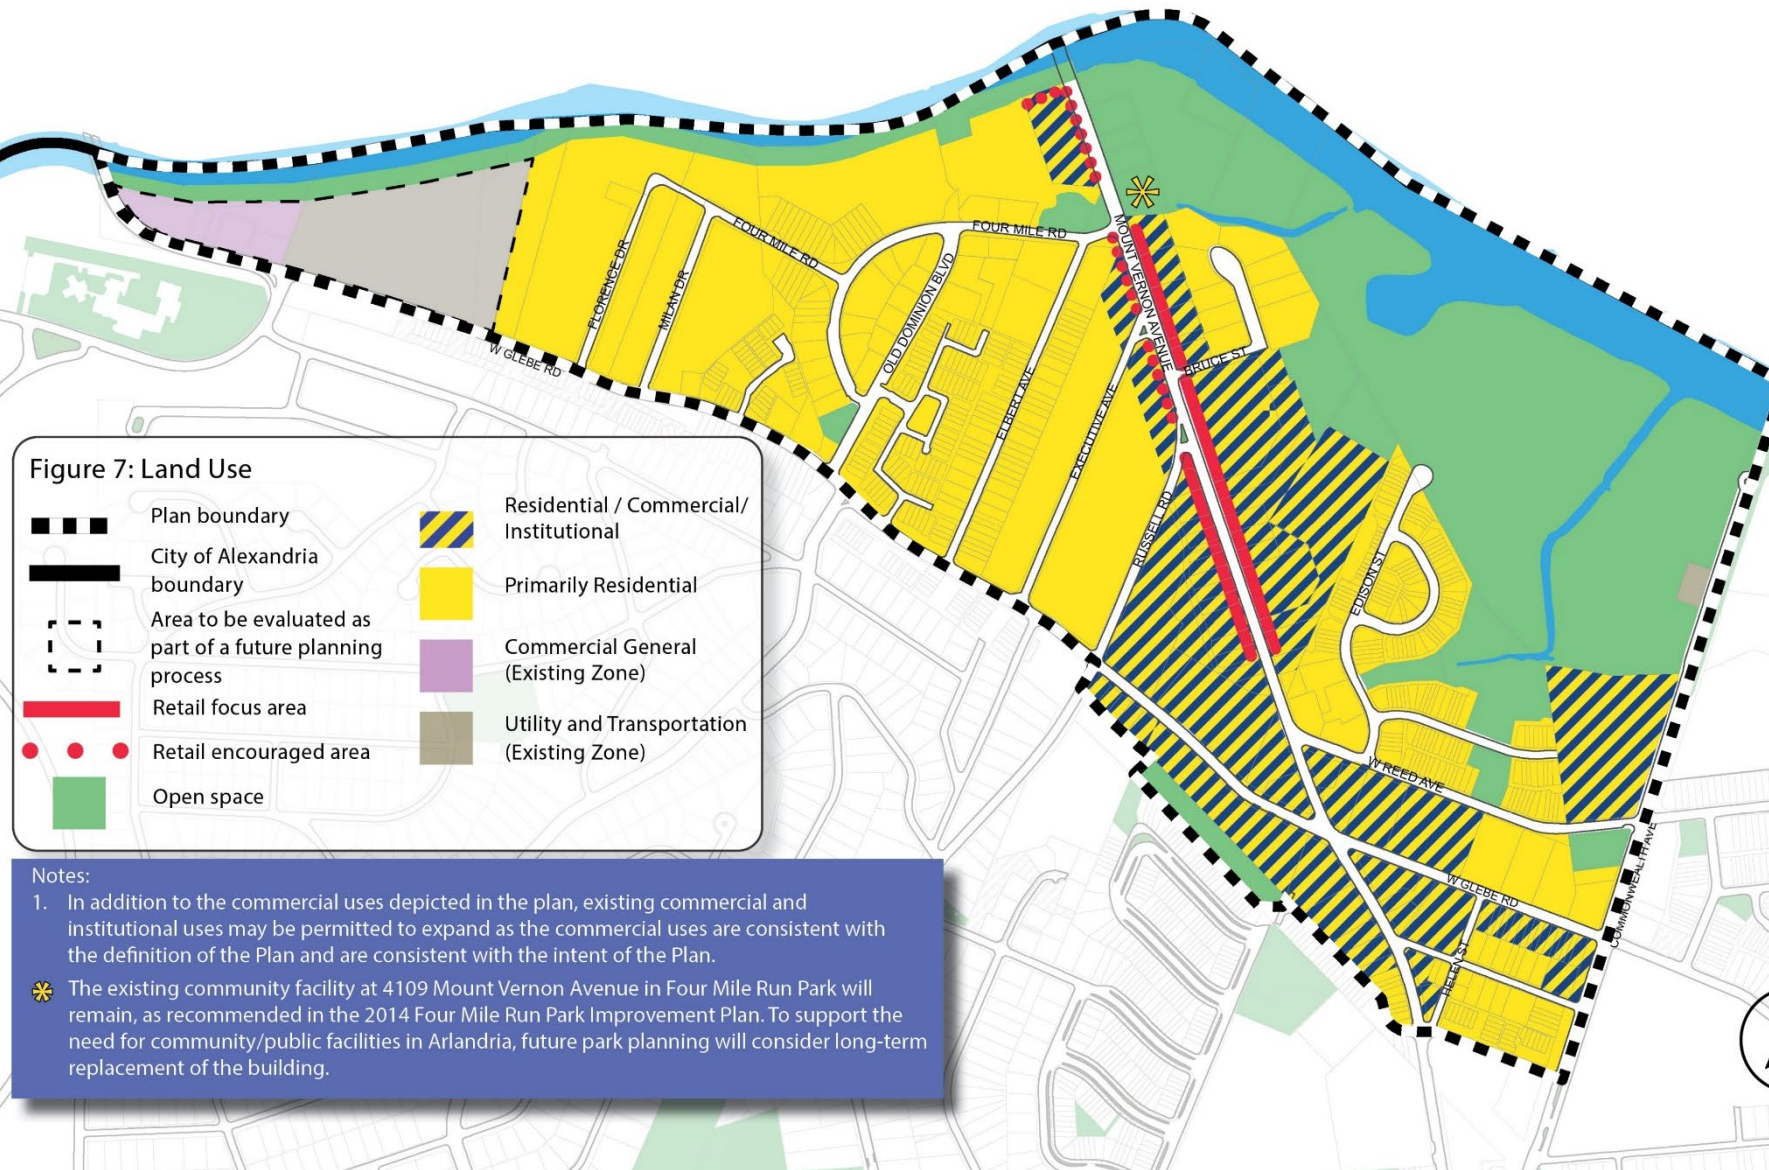 FOUR MILE RD
FOUR MILE RD
MOUNT VERNON AVENUE
FLORENCE DR
MILAN DR
OLD DOMINION BLVD
W GLEBE RD
BRUCE ST
ELBERT AVE
EXECUTIVE AVE
RUSSELL RD
EDISON ST
W REED AVE
W GLEBE RD
COMMONWEALTH AVE
HELEN ST
Figure 7: Land Use
Plan boundary
City of Alexandria
boundary
Area to be evaluated as
part of a future planning
process
Retail focus area
Retail encouraged area
Open space
Residential / Commercial/
Institutional
Primarily Residential
Commercial General
(Existing Zone)
Utility and Transportation
(Existing Zone)
Notes:
1. In addition to the commercial uses depicted in the plan, existing commercial and
institutional uses may be permitted to expand as the commercial uses are consistent with
the definition of the Plan and are consistent with the intent of the Plan.
The existing community facility at 4109 Mount Vernon Avenue in Four Mile Run Park will
remain, as recommended in the 2014 Four Mile Run Park Improvement Plan. To support the
need for community/public facilities in Arlandria, future park planning will consider long-term
replacement of the building.